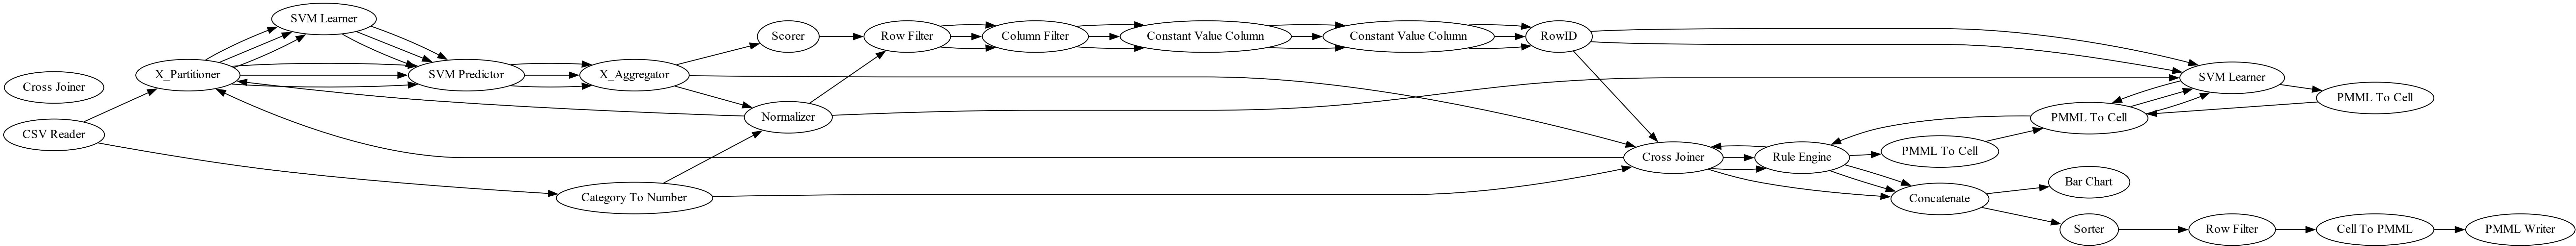 SVM Learner
Scorer
Row Filter
Column Filter
Constant Value Column
Constant Value Column
RowID
X_Partitioner
SVM Predictor
X_Aggregator
SVM Learner
Cross Joiner
PMML To Cell
Normalizer
PMML To Cell
CSV Reader
Cross Joiner
Rule Engine
PMML To Cell
Bar Chart
Category To Number
Concatenate
Sorter
Row Filter
Cell To PMML
PMML Writer